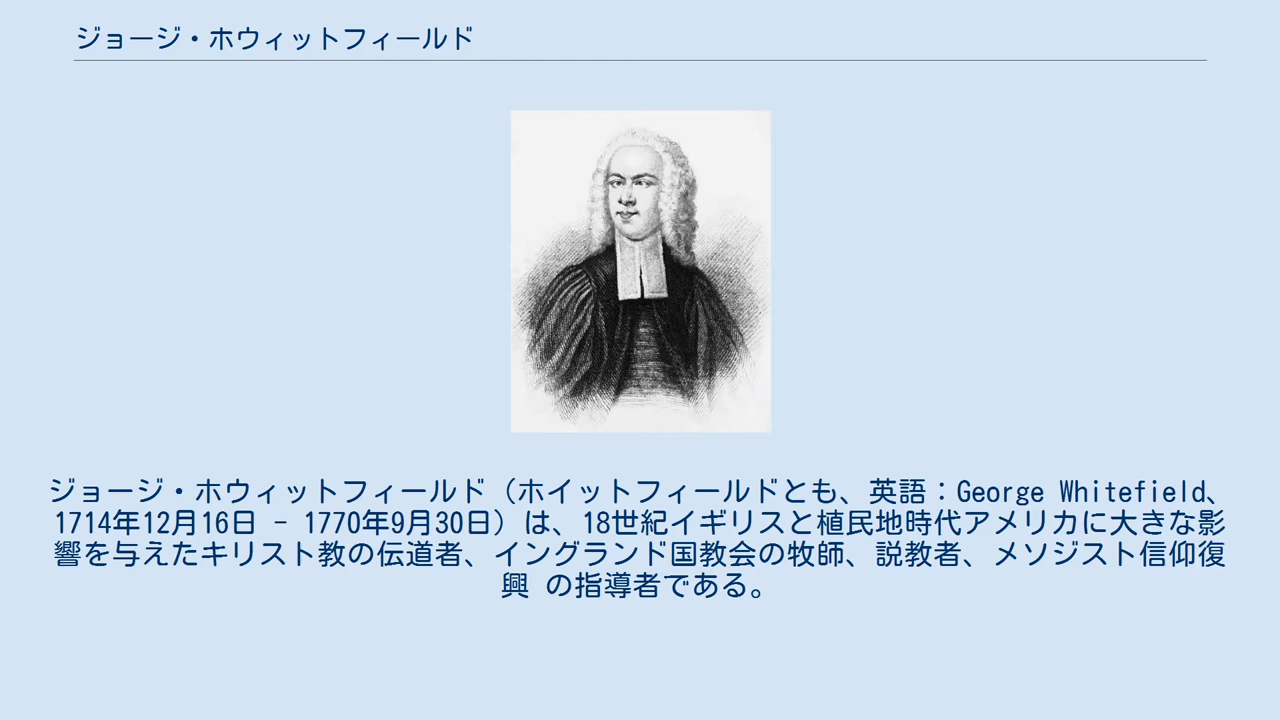 ジョージ・ホウィットフィールド
ジョージ・ホウィットフィールド（ホイットフィールドとも、英語：George Whitefield、
1714年12月16日 - 1770年9月30日）は、18世紀イギリスと植民地時代アメリカに大きな影
響を与えたキリスト教の伝道者、イングランド国教会の牧師、説教者、メソジスト信仰復
興 の指導者である。